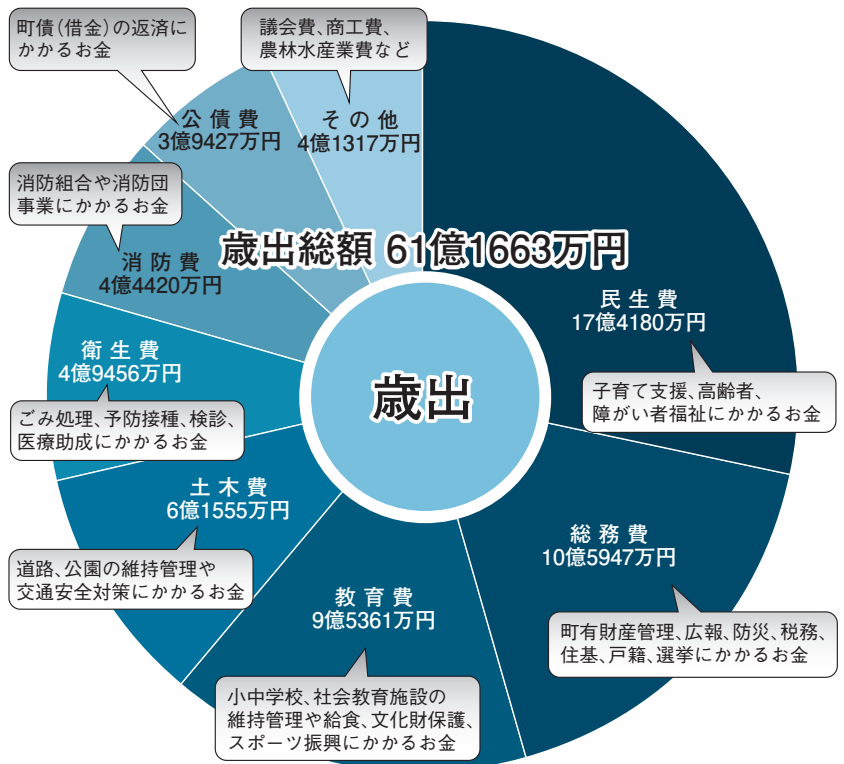 町債（借金）の返済に
かかるお金
議会費、商工費、
農林水産業費など
公債費
3億9427万円
その他
4億1317万円
消防組合や消防団
事業にかかるお金
消防費
4億4420万円
歳出総額 61億1663万円
民生費
17億4180万円
子育て支援、高齢者、
障がい者福祉にかかるお金
衛生費
4億9456万円
ごみ処理、予防接種、検診、
医療助成にかかるお金
歳出
土木費
6億1555万円
道路、公園の維持管理や
交通安全対策にかかるお金
総務費
10億5947万円
町有財産管理、広報、防災、税務、
住基、戸籍、選挙にかかるお金
教育費
9億5361万円
小中学校、社会教育施設の
維持管理や給食、文化財保護、
スポーツ振興にかかるお金